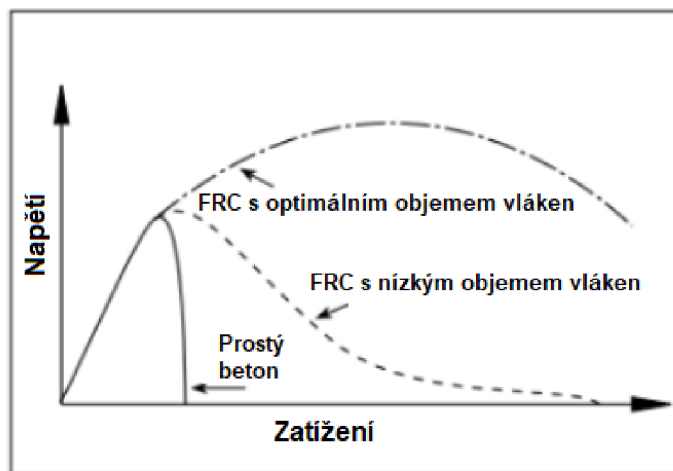 Napětí
FRC s optimálním objemem vláken
FRC s nízkým objemem vláken
Prostý
beton
Zatížení